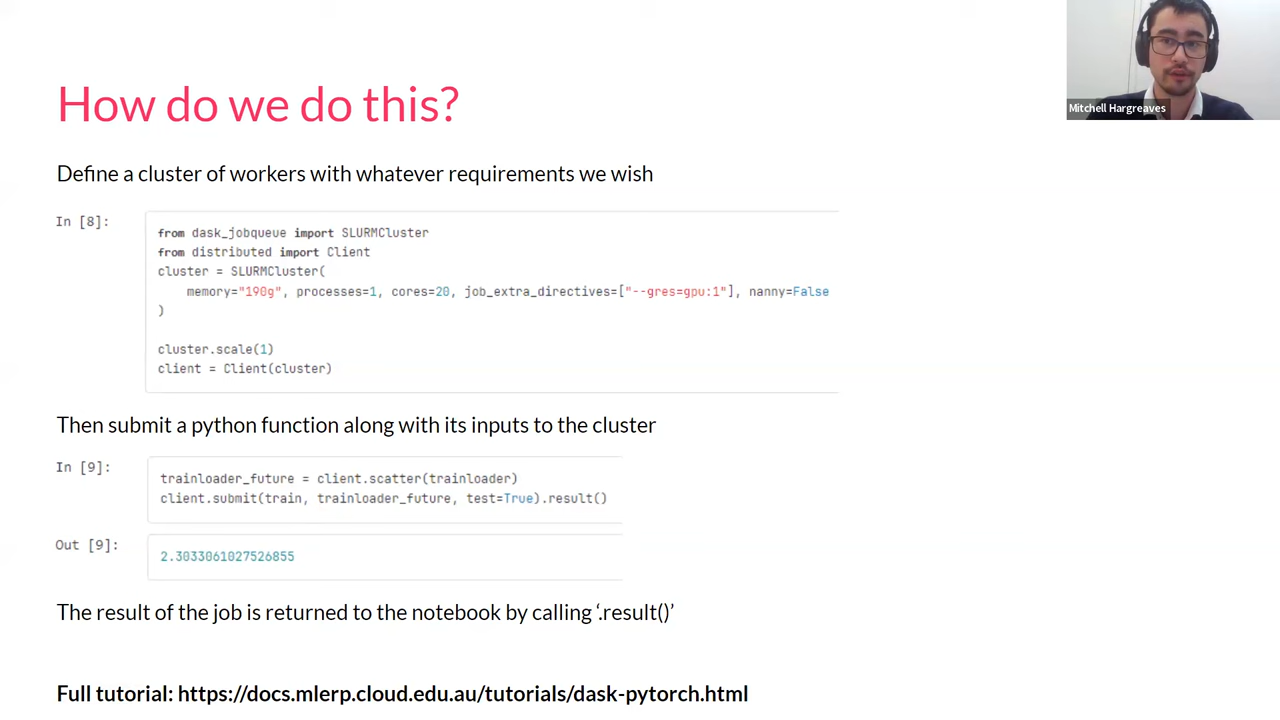 How do we do this?
Mitchell Hargreaves
Define a cluster of workers with whatever requirements we wish
In [8]:
from dask_jobqueue import SLURMCluster
from distributed import Client
cluster = SLURMCluster(
memory="190g", processes=1, cores=20, job_extra_directives=["--gres=gpu:1"], nanny=False
)
cluster.scale(1)
client = Client(cluster)
Then submit a python function along with its inputs to the cluster
In [9]:
trainloader_future = client.scatter(trainloader)
client.submit(train, trainloader_future, test=True).result()
Out [9]:
2.3033061027526855
The result of the job is returned to the notebook by calling ‘.result()’
Full tutorial: https://docs.mlerp.cloud.edu.au/tutorials/dask-pytorch.html